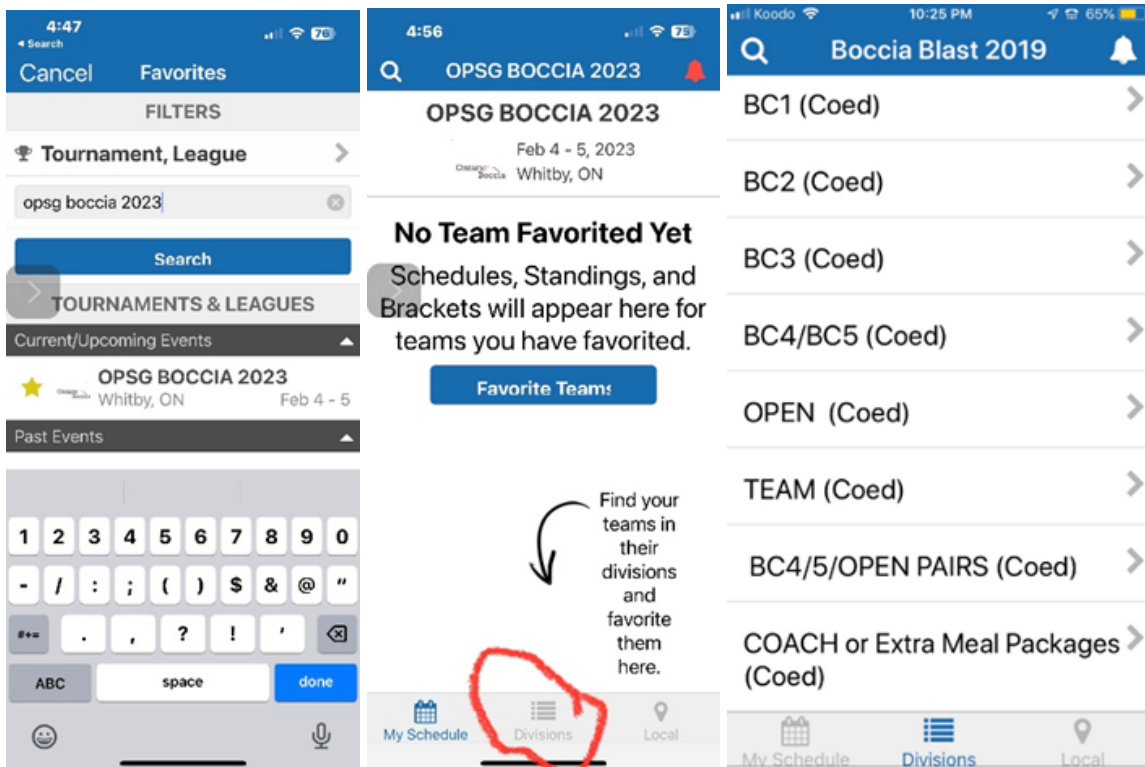 4:47
76
◂ Search
Cancel Favorites
FILTERS
Tournament, League
opsg boccia 2023
Search
TOURNAMENTS & LEAGUES
Current/Upcoming Events
OPSG BOCCIA 2023
Whitby, ON Feb 4 - 5
Past Events
1 2 3 4 5 6 7 8 9 0
- / : ; ( ) $ & @ "
#+= . , ? ! '
ABC space done
4:56
75
OPSG BOCCIA 2023
OPSG BOCCIA 2023
Feb 4 - 5, 2023
Ontario
Boccia
Whitby, ON
No Team Favorited Yet
Schedules, Standings, and
Brackets will appear here for
teams you have favorited.
Favorite Teams
Find your
teams in
their
divisions
and
favorite
them
here.
My Schedule Divisions Local
Koodo 10:25 PM 65%
Boccia Blast 2019
BC1 (Coed)
BC2 (Coed)
BC3 (Coed)
BC4/BC5 (Coed)
OPEN (Coed)
TEAM (Coed)
BC4/5/OPEN PAIRS (Coed)
COACH or Extra Meal Packages
(Coed)
My Schedule Divisions Local